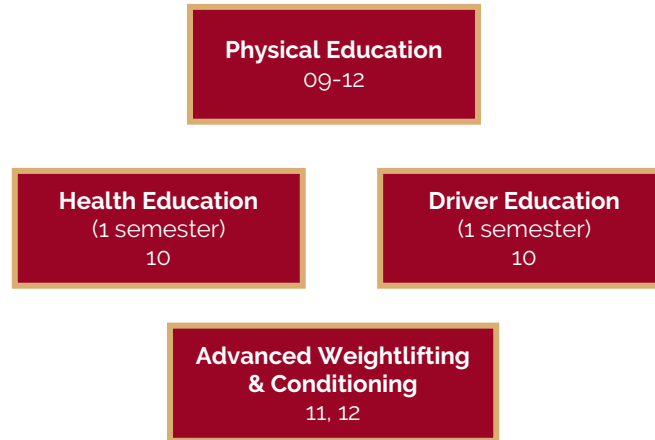 Physical Education
09-12
Health Education
(1 semester)
10
Driver Education
(1 semester)
10
Advanced Weightlifting
& Conditioning
11, 12